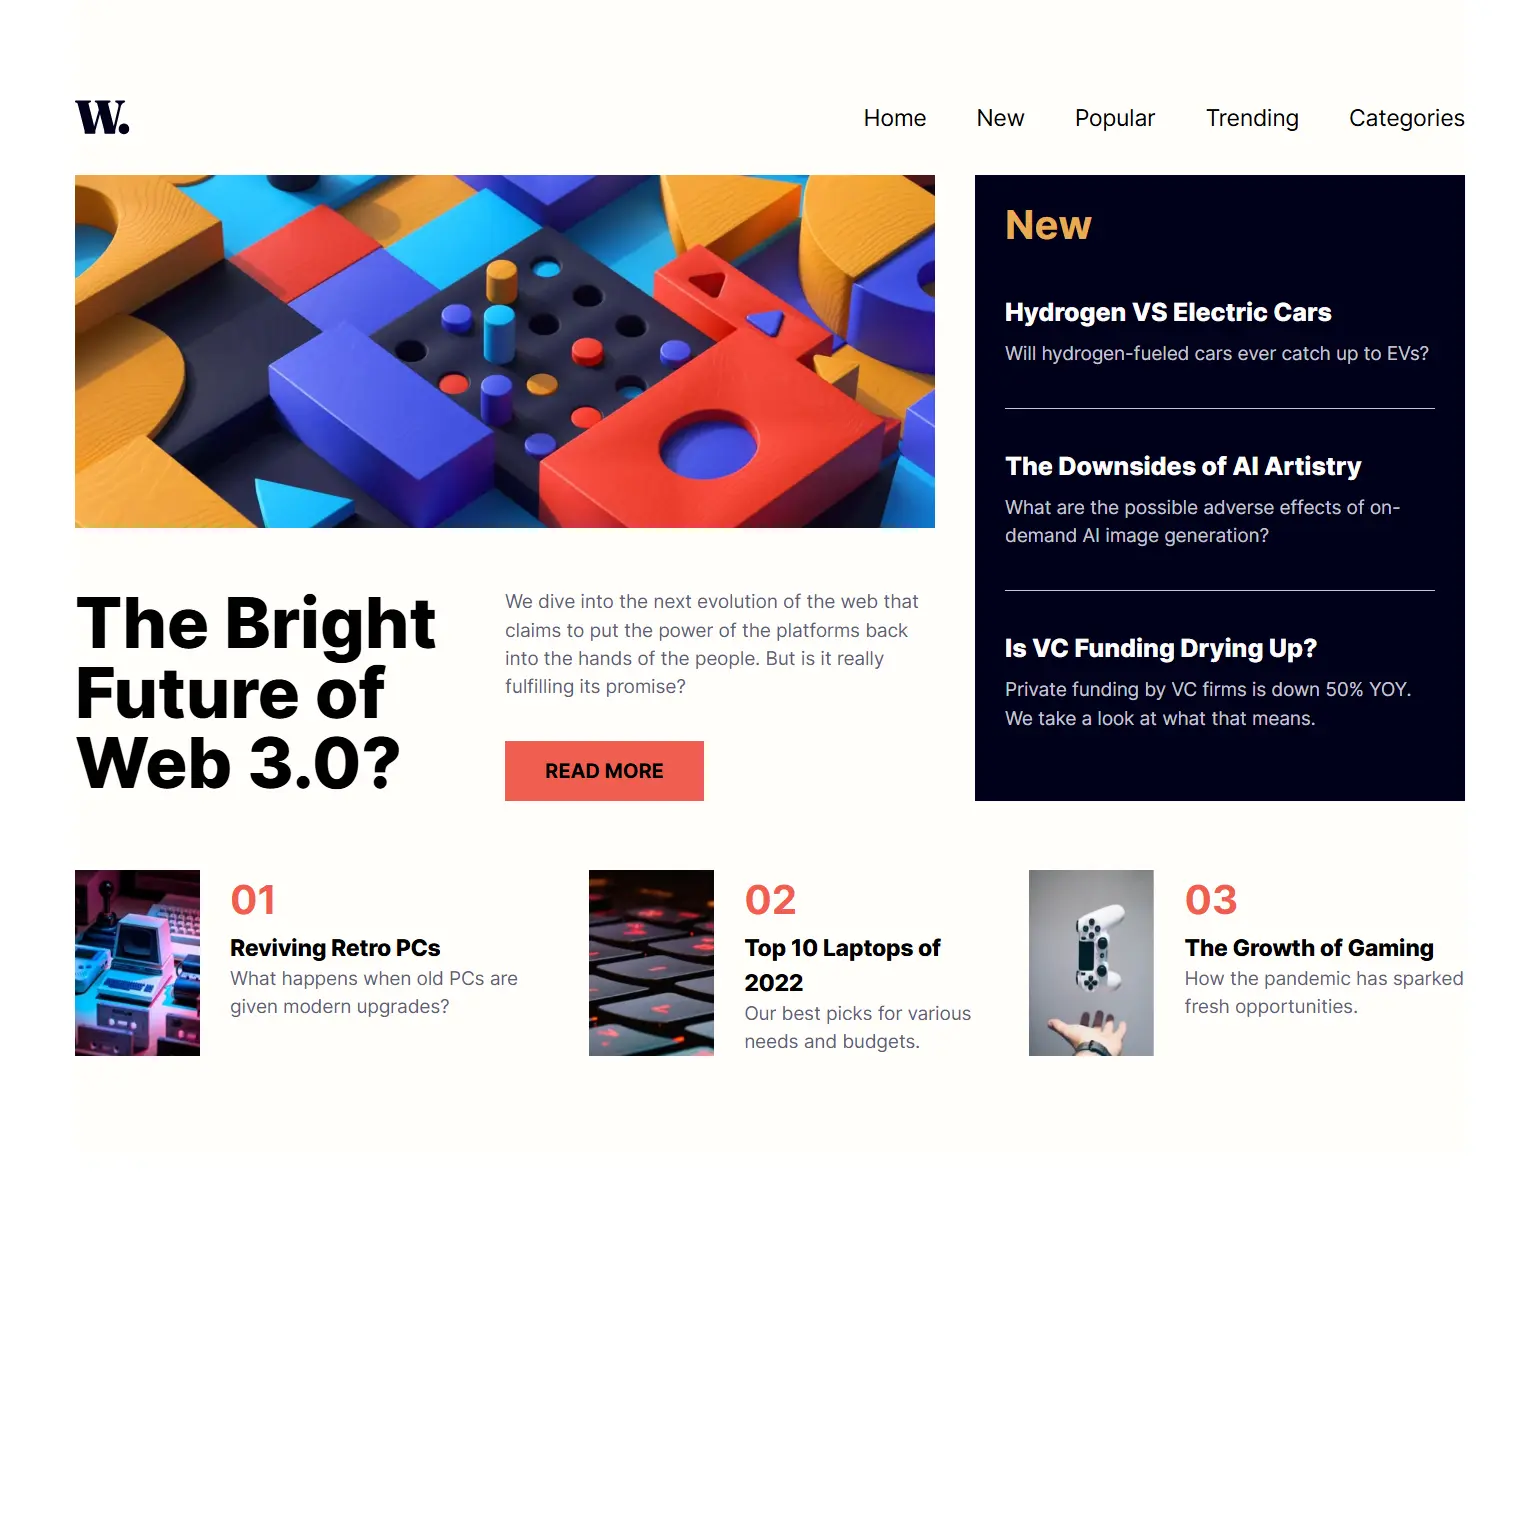 W.
Home New Popular Trending Categories
The Bright
Future of
Web 3.0?
We dive into the next evolution of the web that
claims to put the power of the platforms back
into the hands of the people. But is it really
fulfilling its promise?
READ MORE
New
Hydrogen VS Electric Cars
Will hydrogen-fueled cars ever catch up to EVs?
The Downsides of AI Artistry
What are the possible adverse effects of on-
demand AI image generation?
Is VC Funding Drying Up?
Private funding by VC firms is down 50% YOY.
We take a look at what that means.
01
Reviving Retro PCs
What happens when old PCs are
given modern upgrades?
02
Top 10 Laptops of
2022
Our best picks for various
needs and budgets.
03
The Growth of Gaming
How the pandemic has sparked
fresh opportunities.